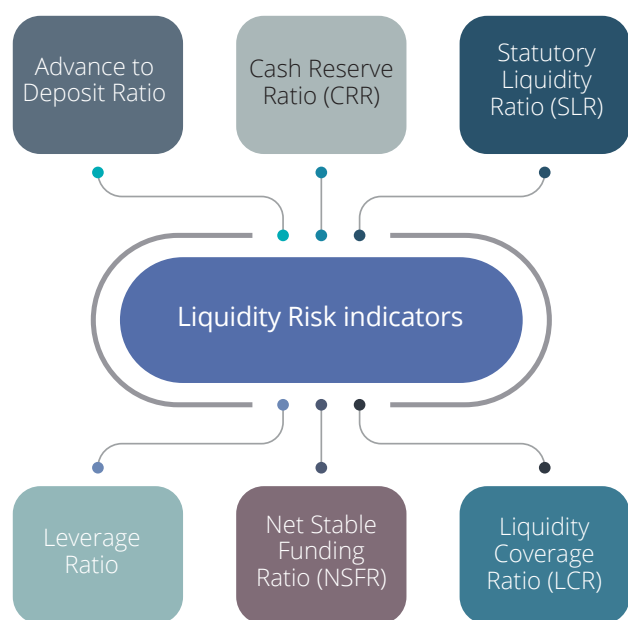 Advance to
Deposit Ratio
Cash Reserve
Ratio (CRR)
Statutory
Liquidity
Ratio (SLR)
Liquidity Risk indicators
Leverage
Ratio
Net Stable
Funding
Ratio (NSFR)
Liquidity
Coverage
Ratio (LCR)